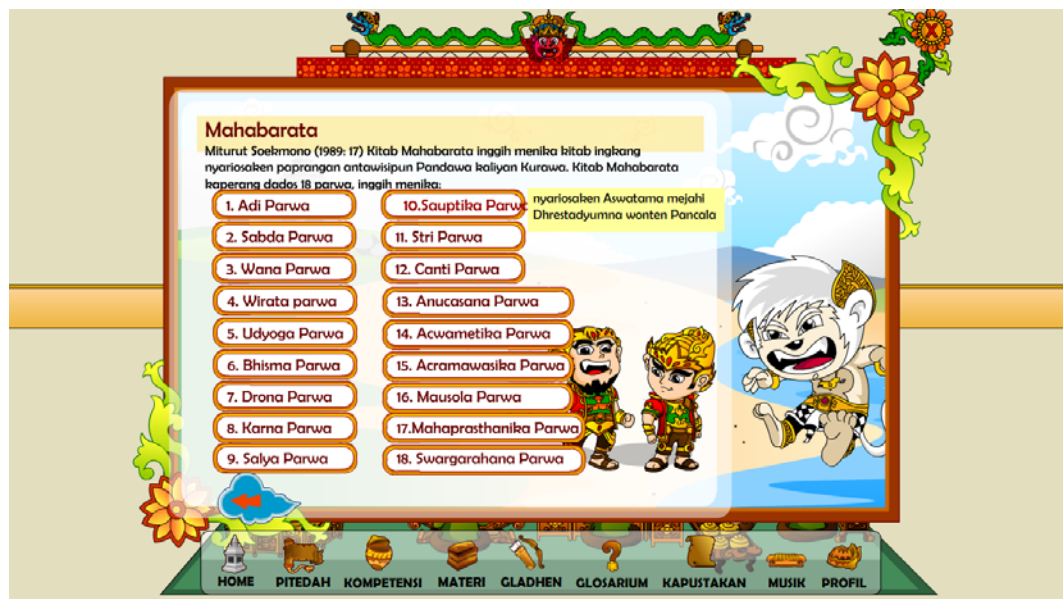 X
Mahabarata
Miturut Soekmono (1989: 17) Kitab Mahabarata inggih menika kitab ingkang
nyariosaken paprangan antawisipun Pandawa kaliyan Kurawa. Kitab Mahabarata
kaperang dados 18 parwa, inggih menika:
1. Adi Parwa
2. Sabda Parwa
3. Wana Parwa
4. Wirata parwa
5. Udyoga Parwa
6. Bhisma Parwa
7. Drona Parwa
8. Karna Parwa
9. Salya Parwa
10.Sauptika Parwa
nyariosaken Aswatama mejahi
Dhrestadyumna wonten Pancala
11. Stri Parwa
12. Canti Parwa
13. Anucasana Parwa
14. Acwametika Parwa
15. Acramawasika Parwa
16. Mausola Parwa
17.Mahaprasthanika Parwa
18. Swargarahana Parwa
HOME PITEDAH KOMPETENSI MATERI GLADHEN GLOSARIUM KAPUSTAKAN MUSIK PROFIL